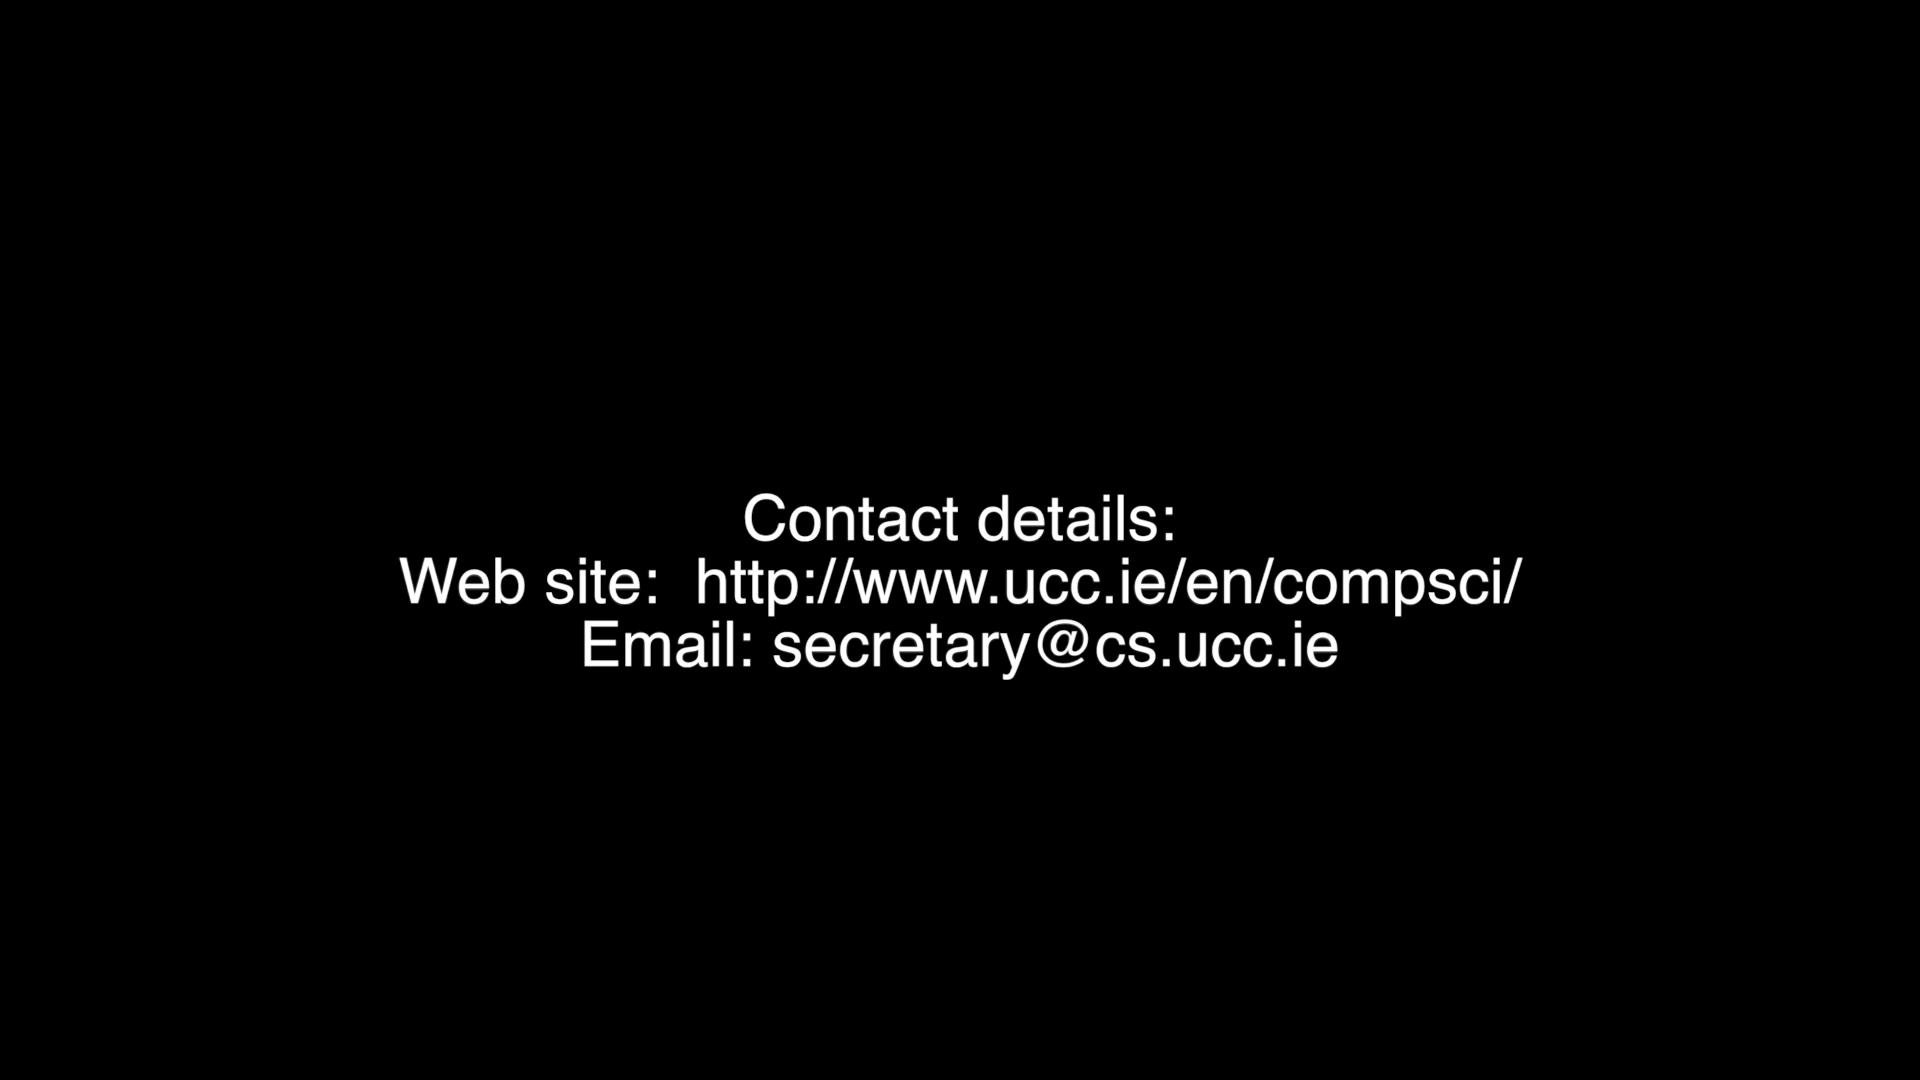 Contact details:
Web site:  http://www.ucc.ie/en/compsci/
Email: secretary@cs.ucc.ie